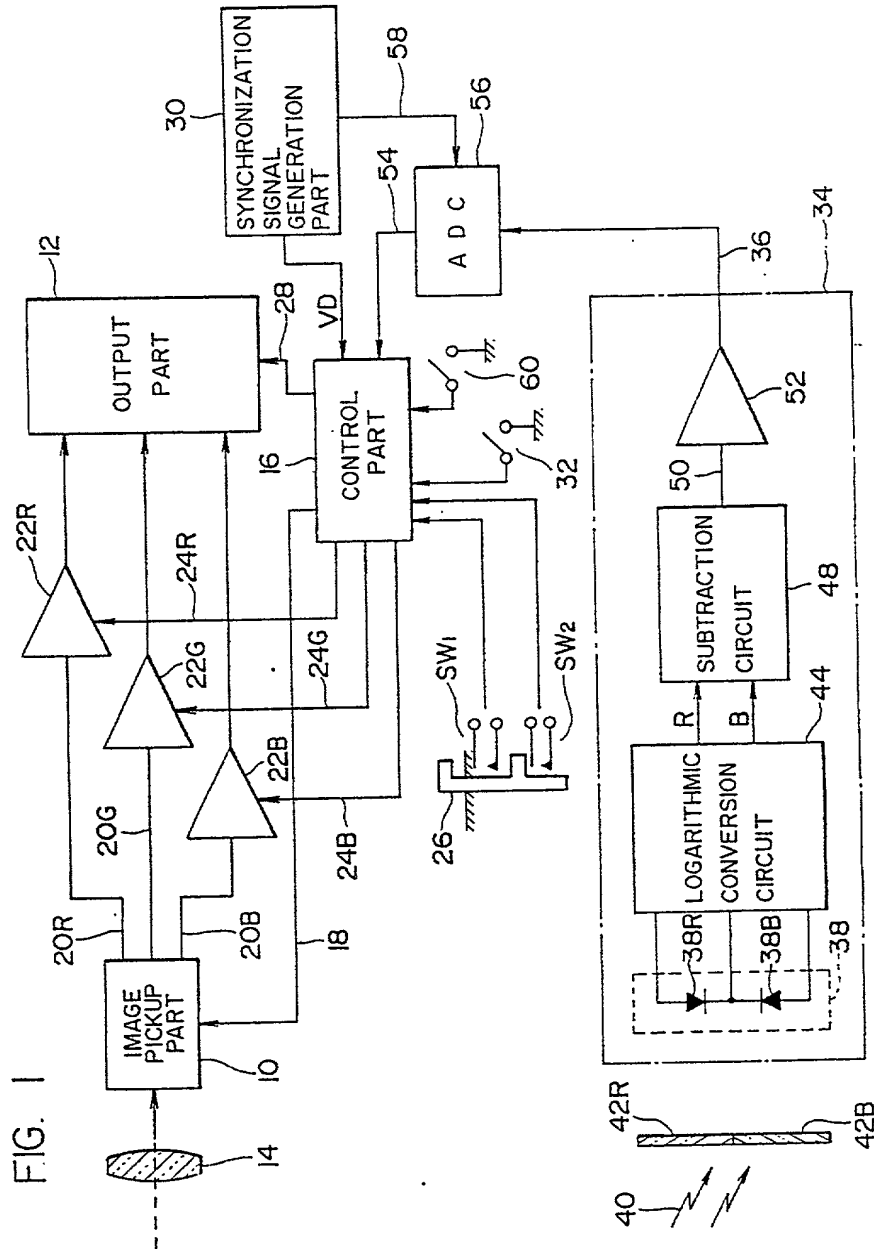 FIG. 1
14
IMAGE
PICKUP
PART
10
20R
20G
20B
18
22R
22G
22B
24R
24G
24B
12
OUTPUT
PART
28
16
CONTROL
PART
VD
30
SYNCHRONIZATION
SIGNAL
GENERATION
PART
58
54
56
ADC
60
32
26
SW1
SW2
36
34
40
42R
42B
38R
38B
38
LOGARITHMIC
CONVERSION
CIRCUIT
44
R
B
SUBTRACTION
CIRCUIT
48
50
52